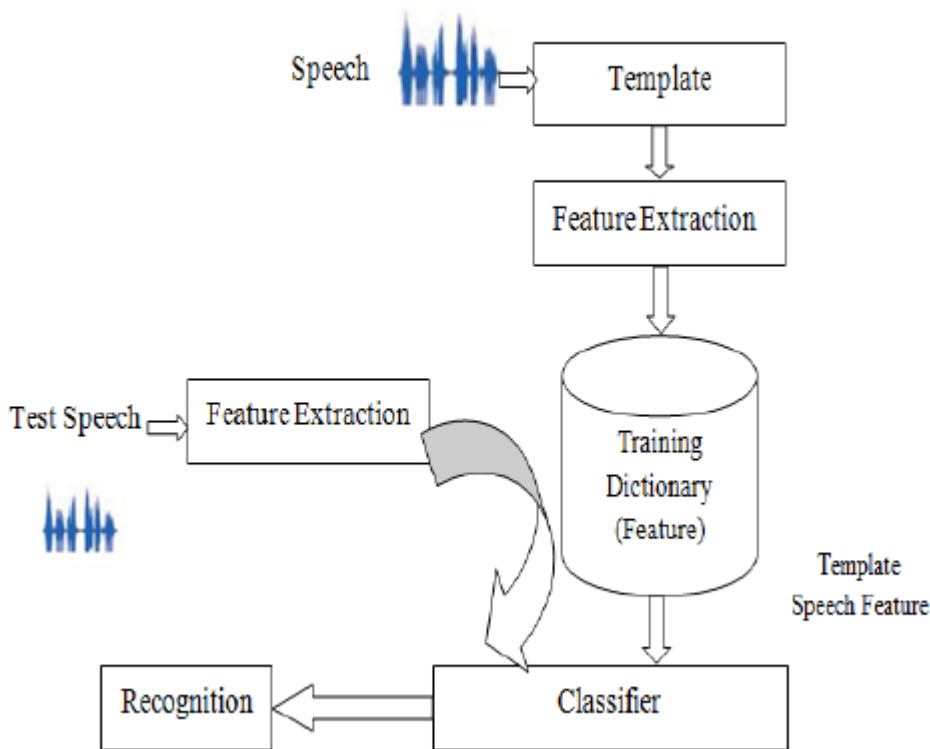 Speech
Template
Feature Extraction
Test Speech
Feature Extraction
Training
Dictionary
(Feature)
Template
Speech Feature
Recognition
Classifier